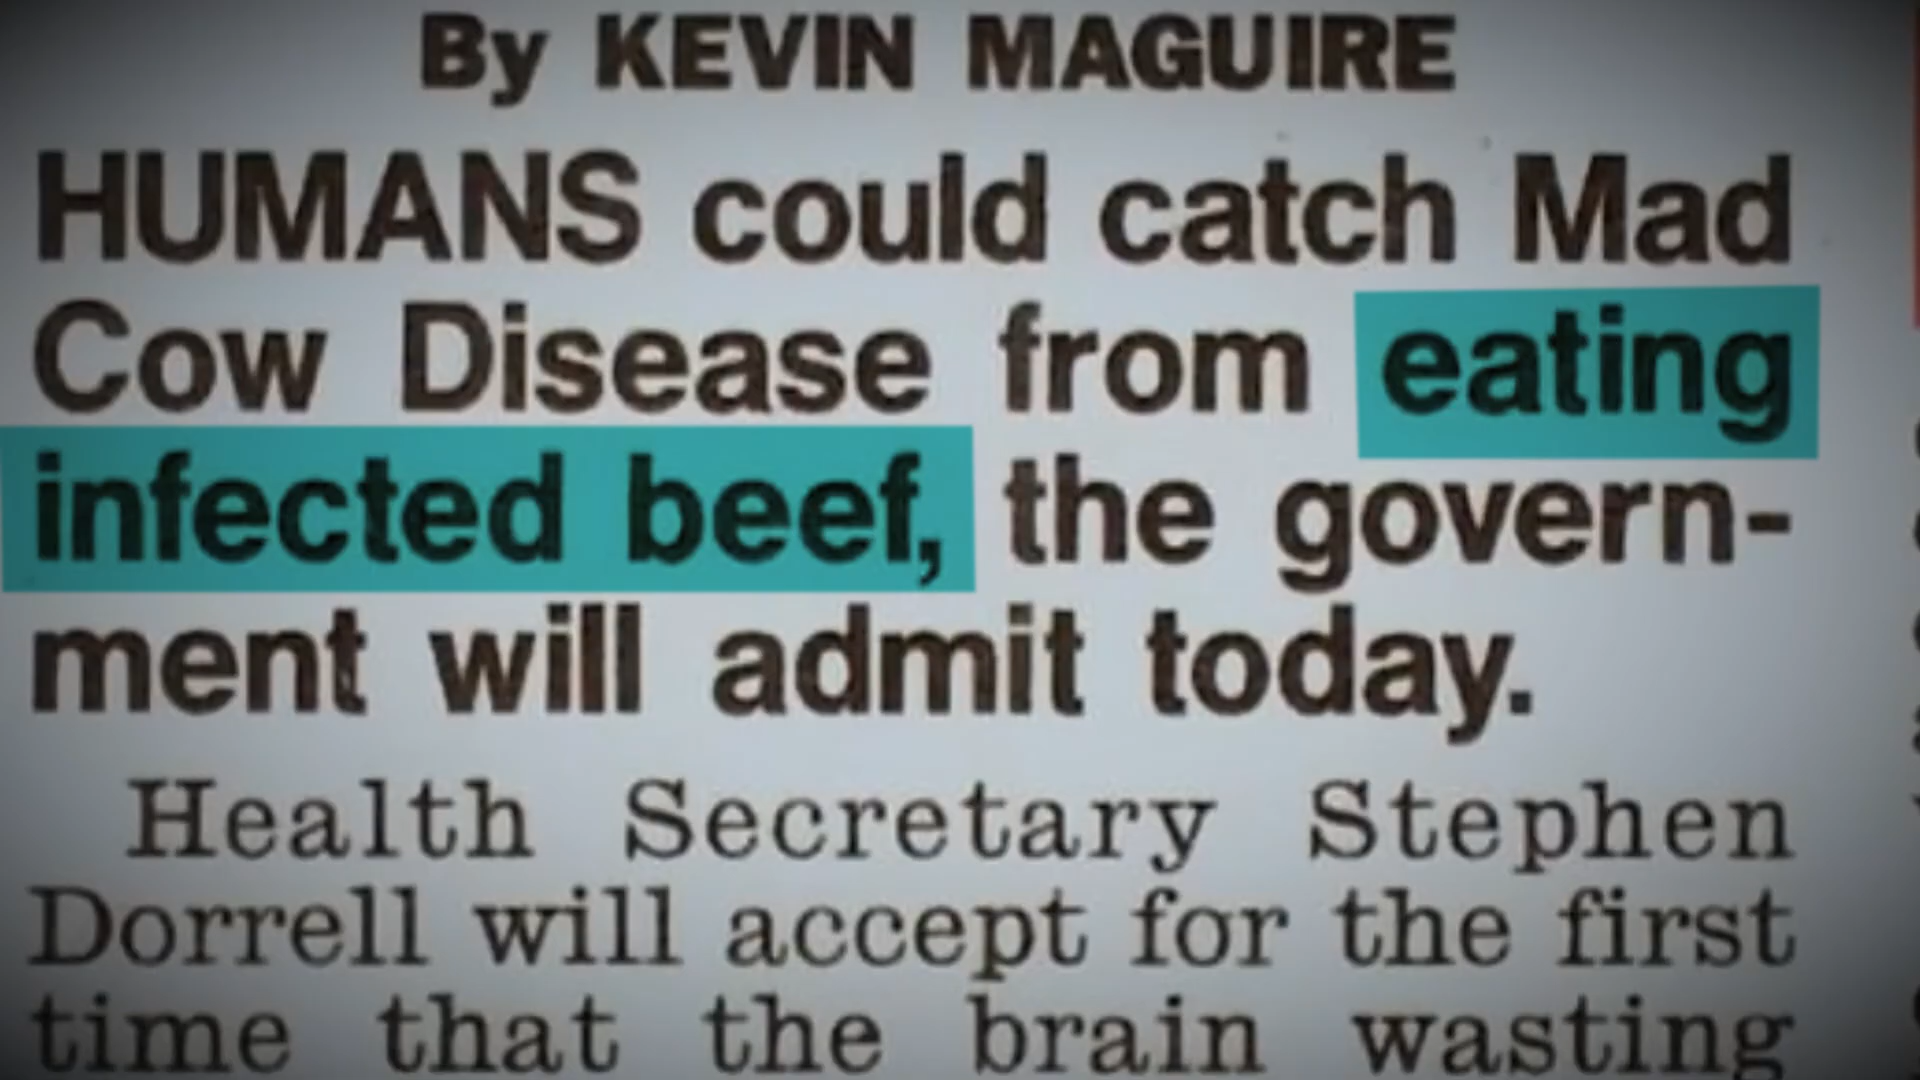 By KEVIN MAGUIRE
HUMANS could catch Mad
Cow Disease from eating
infected beef, the govern-
ment will admit today.
Health Secretary Stephen
Dorrell will accept for the first
time that the brain wasting